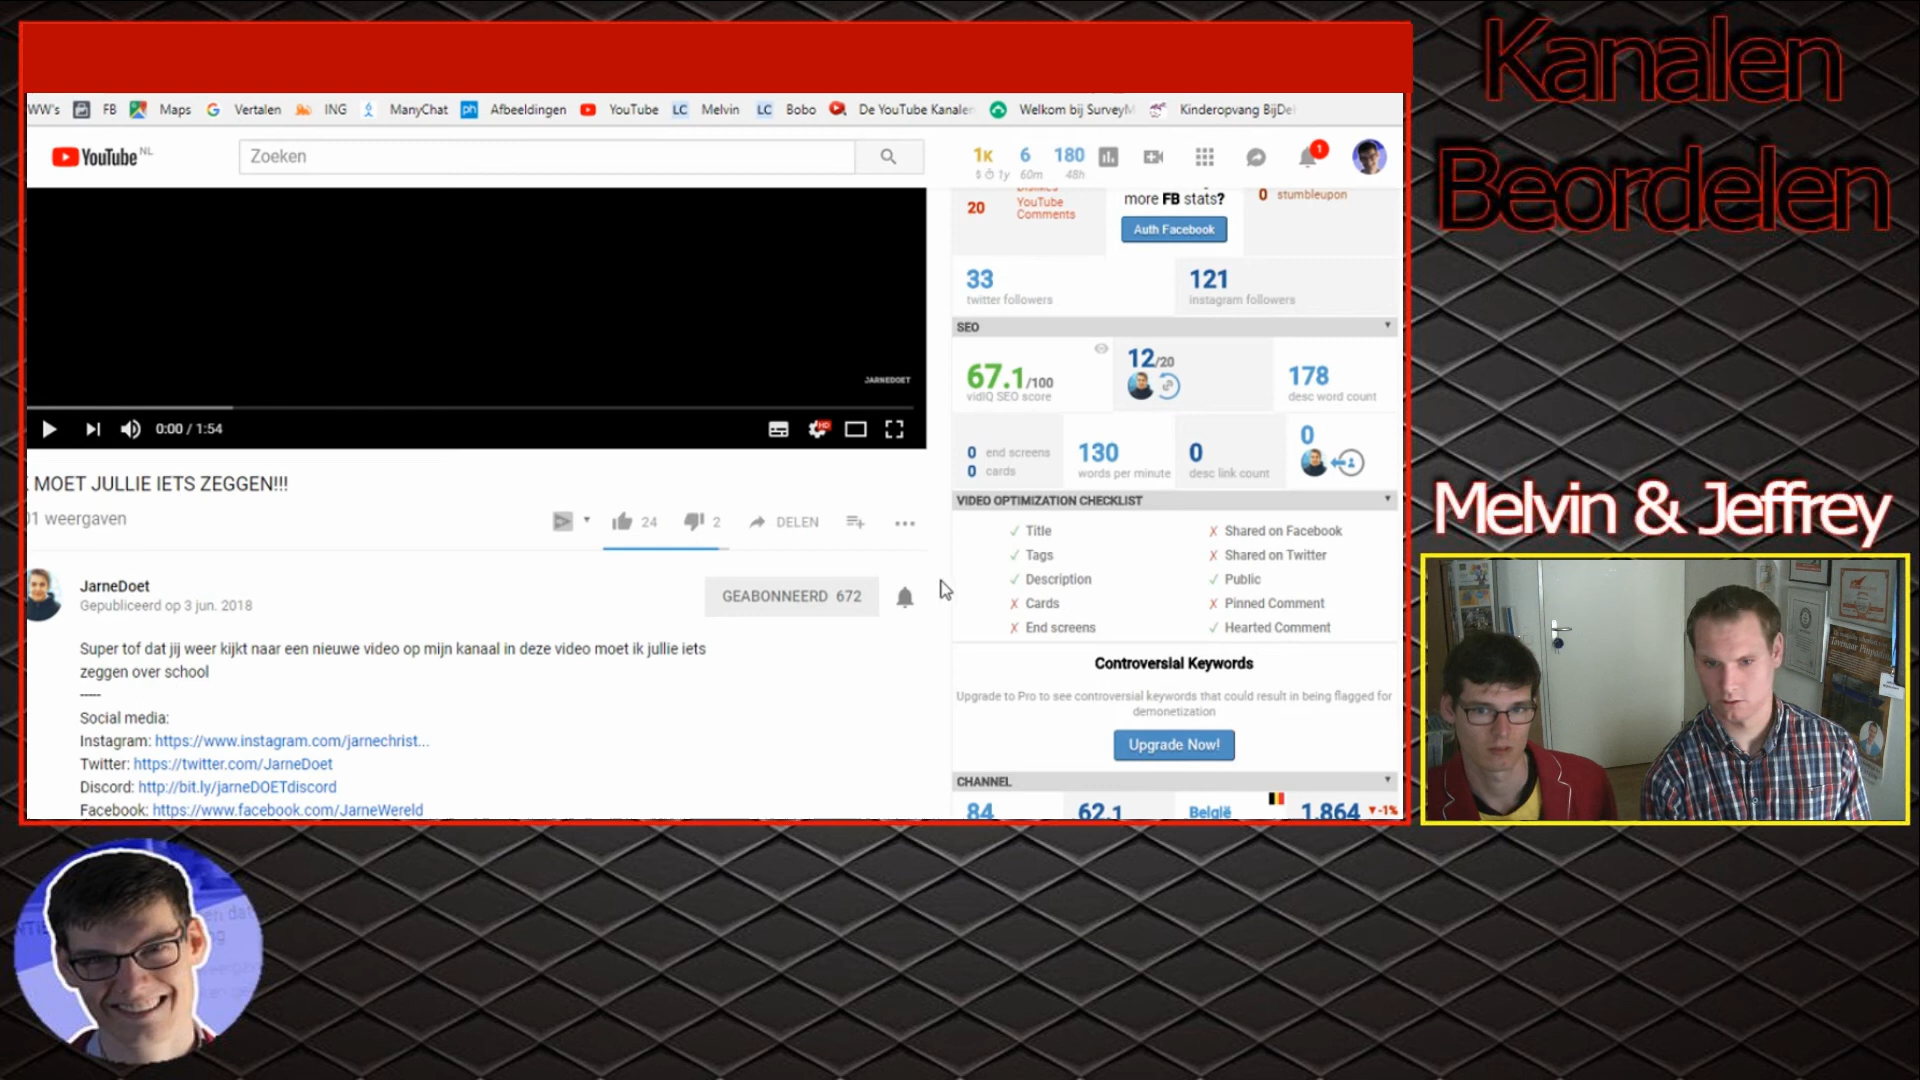 Kanalen
Beordelen
WW's FB Maps Vertalen ING ManyChat ph Afbeeldingen YouTube LC Melvin LC Bobo De YouTube Kanalen Welkom bij SurveyM Kinderopvang BijDe
YouTube NL
Zoeken
1K 6 180
$ 1y 60m 48h
1
20
Dislikes
YouTube
Comments
more FB stats?
Auth Facebook
0 stumbleupon
33
twitter followers
121
instagram followers
SEO
67.1/100
vidIQ SEO score
12/20
178
desc word count
0 end screens
0 cards
130
words per minute
0
desc link count
0
VIDEO OPTIMIZATION CHECKLIST
✓ Title
✓ Tags
✓ Description
✗ Cards
✗ End screens
✗ Shared on Facebook
✗ Shared on Twitter
✓ Public
✗ Pinned Comment
✓ Hearted Comment
Controversial Keywords
Upgrade to Pro to see controversial keywords that could result in being flagged for
demonetization
Upgrade Now!
CHANNEL
84 62.1 België 1.864 ▼-1%
JARNEDOET
0:00 / 1:54
HD
MOET JULLIE IETS ZEGGEN!!!
01 weergaven
24 2 DELEN
JarneDoet
Gepubliceerd op 3 jun. 2018
GEABONNEERD 672
Super tof dat jij weer kijkt naar een nieuwe video op mijn kanaal in deze video moet ik jullie iets
zeggen over school
-----
Social media:
Instagram: https://www.instagram.com/jarnechrist...
Twitter: https://twitter.com/JarneDoet
Discord: http://bit.ly/jarneDOETdiscord
Facebook: https://www.facebook.com/JarneWereld
Melvin & Jeffrey